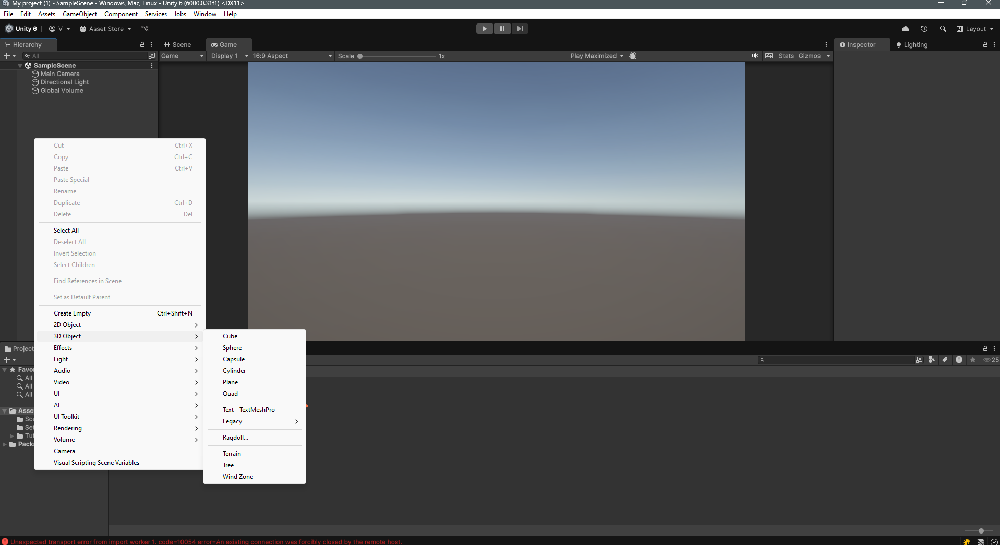 My project (1) - SampleScene - Windows, Mac, Linux - Unity 6 (6000.0.31f1) <DX11>
File Edit Assets GameObject Component Services Jobs Window Help
Unity 6 V Asset Store Layout
Hierarchy Scene Game Inspector Lighting
All Game Display 1 16:9 Aspect Scale 1x Play Maximized Stats Gizmos
SampleScene
Main Camera
Directional Light
Global Volume
Cut Ctrl+X
Copy Ctrl+C
Paste Ctrl+V
Paste Special
Rename
Duplicate Ctrl+D
Delete Del
Select All
Deselect All
Invert Selection
Select Children
Find References in Scene
Set as Default Parent
Create Empty Ctrl+Shift+N
2D Object
3D Object
Effects
Light
Audio
Video
UI
AI
UI Toolkit
Rendering
Volume
Camera
Visual Scripting Scene Variables
Cube
Sphere
Capsule
Cylinder
Plane
Quad
Text - TextMeshPro
Legacy
Ragdoll...
Terrain
Tree
Wind Zone
Project
25
Favor
All
All
All
Asse
Sce
Set
Tut
Packa
Unexpected transport error from import worker 1. code=10054 error=An existing connection was forcibly closed by the remote host.